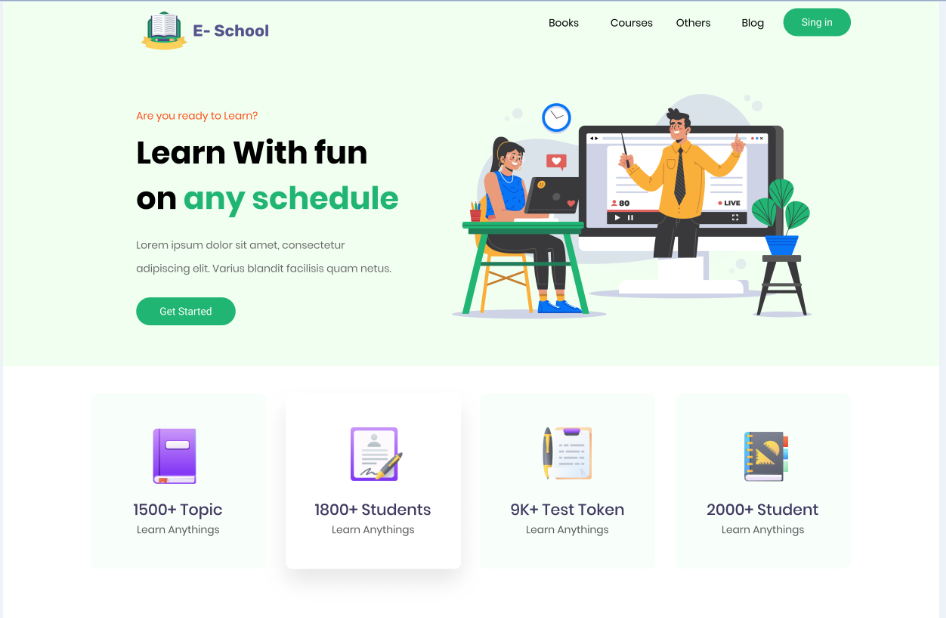 E- School
Books
Courses
Others
Blog
Sing in
Are you ready to Learn?
Learn With fun
on any schedule
Lorem ipsum dolor sit amet, consectetur
adipiscing elit. Varius blandit facilisis quam netus.
Get Started
80
LIVE
1500+ Topic
Learn Anythings
1800+ Students
Learn Anythings
9K+ Test Token
Learn Anythings
2000+ Student
Learn Anythings